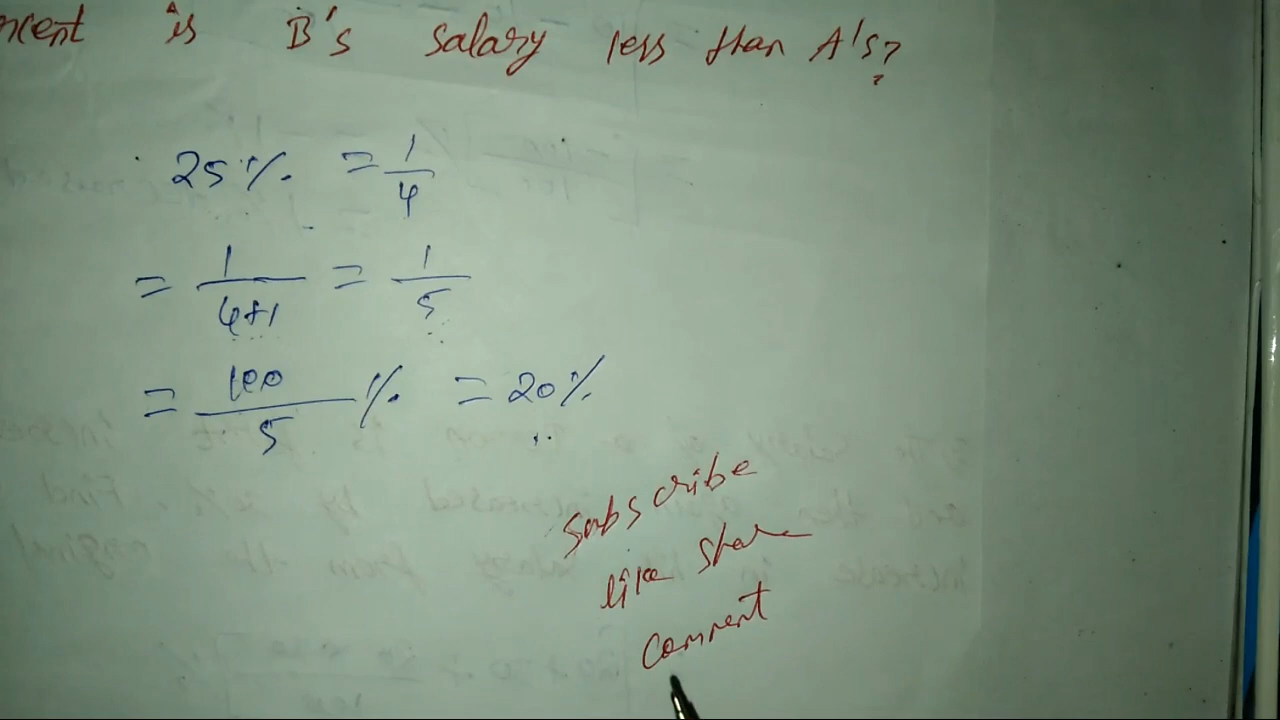 ncent is B's salary less than A's?
25% = 1/4
= 1/4+1 = 1/5
= 100/5 % = 20%
Subscribe
like share
comment